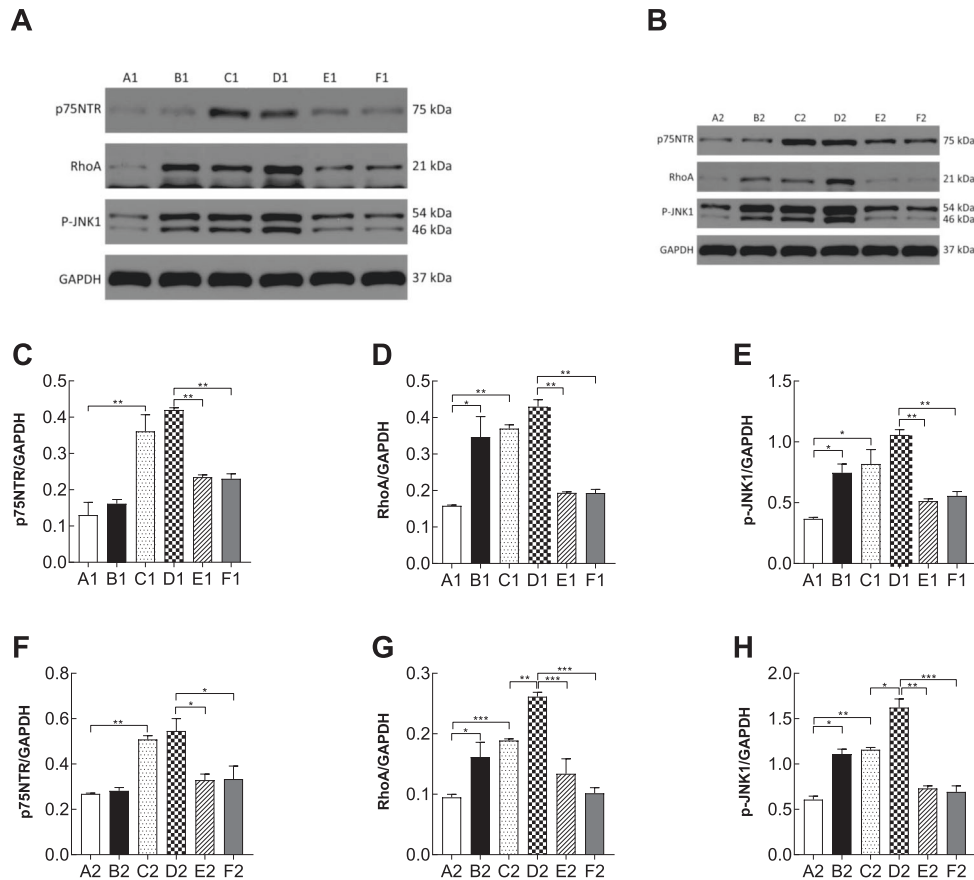 A
A1 B1 C1 D1 E1 F1
p75NTR 75 kDa
RhoA 21 kDa
P-JNK1 54 kDa
46 kDa
GAPDH 37 kDa
B
A2 B2 C2 D2 E2 F2
p75NTR 75 kDa
RhoA 21 kDa
P-JNK1 54 kDa
46 kDa
GAPDH 37 kDa
C
p75NTR/GAPDH
0.5
0.4
0.3
0.2
0.1
0.0
** ** **
A1 B1 C1 D1 E1 F1
D
RhoA/GAPDH
0.5
0.4
0.3
0.2
0.1
0.0
* ** ** **
A1 B1 C1 D1 E1 F1
E
p-JNK1/GAPDH
1.5
1.0
0.5
0.0
* * ** **
A1 B1 C1 D1 E1 F1
F
p75NTR/GAPDH
0.8
0.6
0.4
0.2
0.0
** * *
A2 B2 C2 D2 E2 F2
G
RhoA/GAPDH
0.3
0.2
0.1
0.0
* *** ** *** ***
A2 B2 C2 D2 E2 F2
H
p-JNK1/GAPDH
2.0
1.5
1.0
0.5
0.0
* ** * ** ***
A2 B2 C2 D2 E2 F2